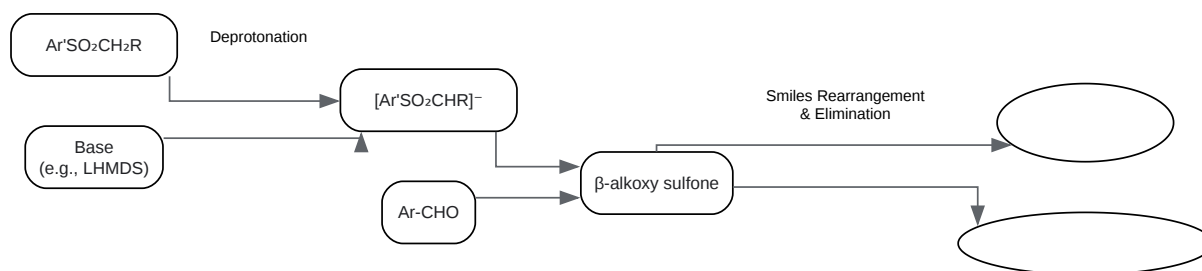 Ar'SO₂CH₂R
Deprotonation
Base
(e.g., LHMDS)
[Ar'SO₂CHR]⁻
Ar-CHO
β-alkoxy sulfone
Smiles Rearrangement
& Elimination